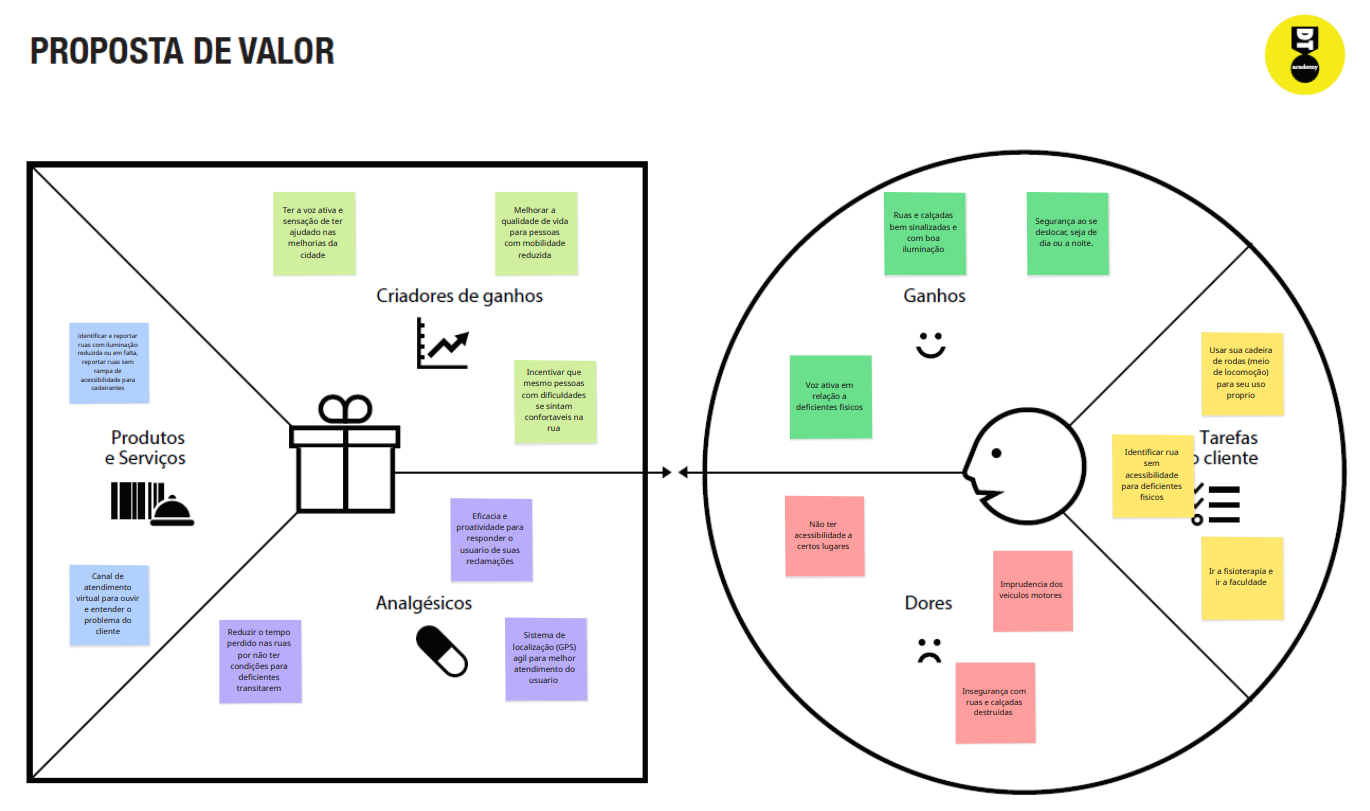 PROPOSTA DE VALOR
DT
academy
Ter a voz ativa e
sensação de ter
ajudado nas
melhorias da
cidade
Melhorar a
qualidade de vida
para pessoas
com mobilidade
reduzida
Criadores de ganhos
Incentivar que
mesmo pessoas
com dificuldades
se sintam
confortaveis na
rua
identificar e reportar
ruas com iluminação
reduzida ou em falta,
reportar ruas sem
rampa de
acessibilidade para
cadeirantes
Produtos
e Serviços
Canal de
atendimento
virtual para ouvir
e entender o
problema do
cliente
Eficacia e
proatividade para
responder o
usuario de suas
reclamações
Analgésicos
Reduzir o tempo
perdido nas ruas
por não ter
condições para
deficientes
transitarem
Sistema de
localização (GPS)
agil para melhor
atendimento do
usuario
Ruas e calçadas
bem sinalizadas e
com boa
iluminação
Segurança ao se
deslocar, seja de
dia ou a noite.
Ganhos
Voz ativa em
relação a
deficientes fisicos
Usar sua cadeira
de rodas (meio
de locomoção)
para seu uso
proprio
Tarefas
o cliente
Identificar rua
sem
acessibilidade
para deficientes
fisicos
Ir a fisioterapia e
ir a faculdade
Não ter
acessibilidade a
certos lugares
Imprudencia dos
veiculos motores
Dores
Insegurança com
ruas e calçadas
destruidas